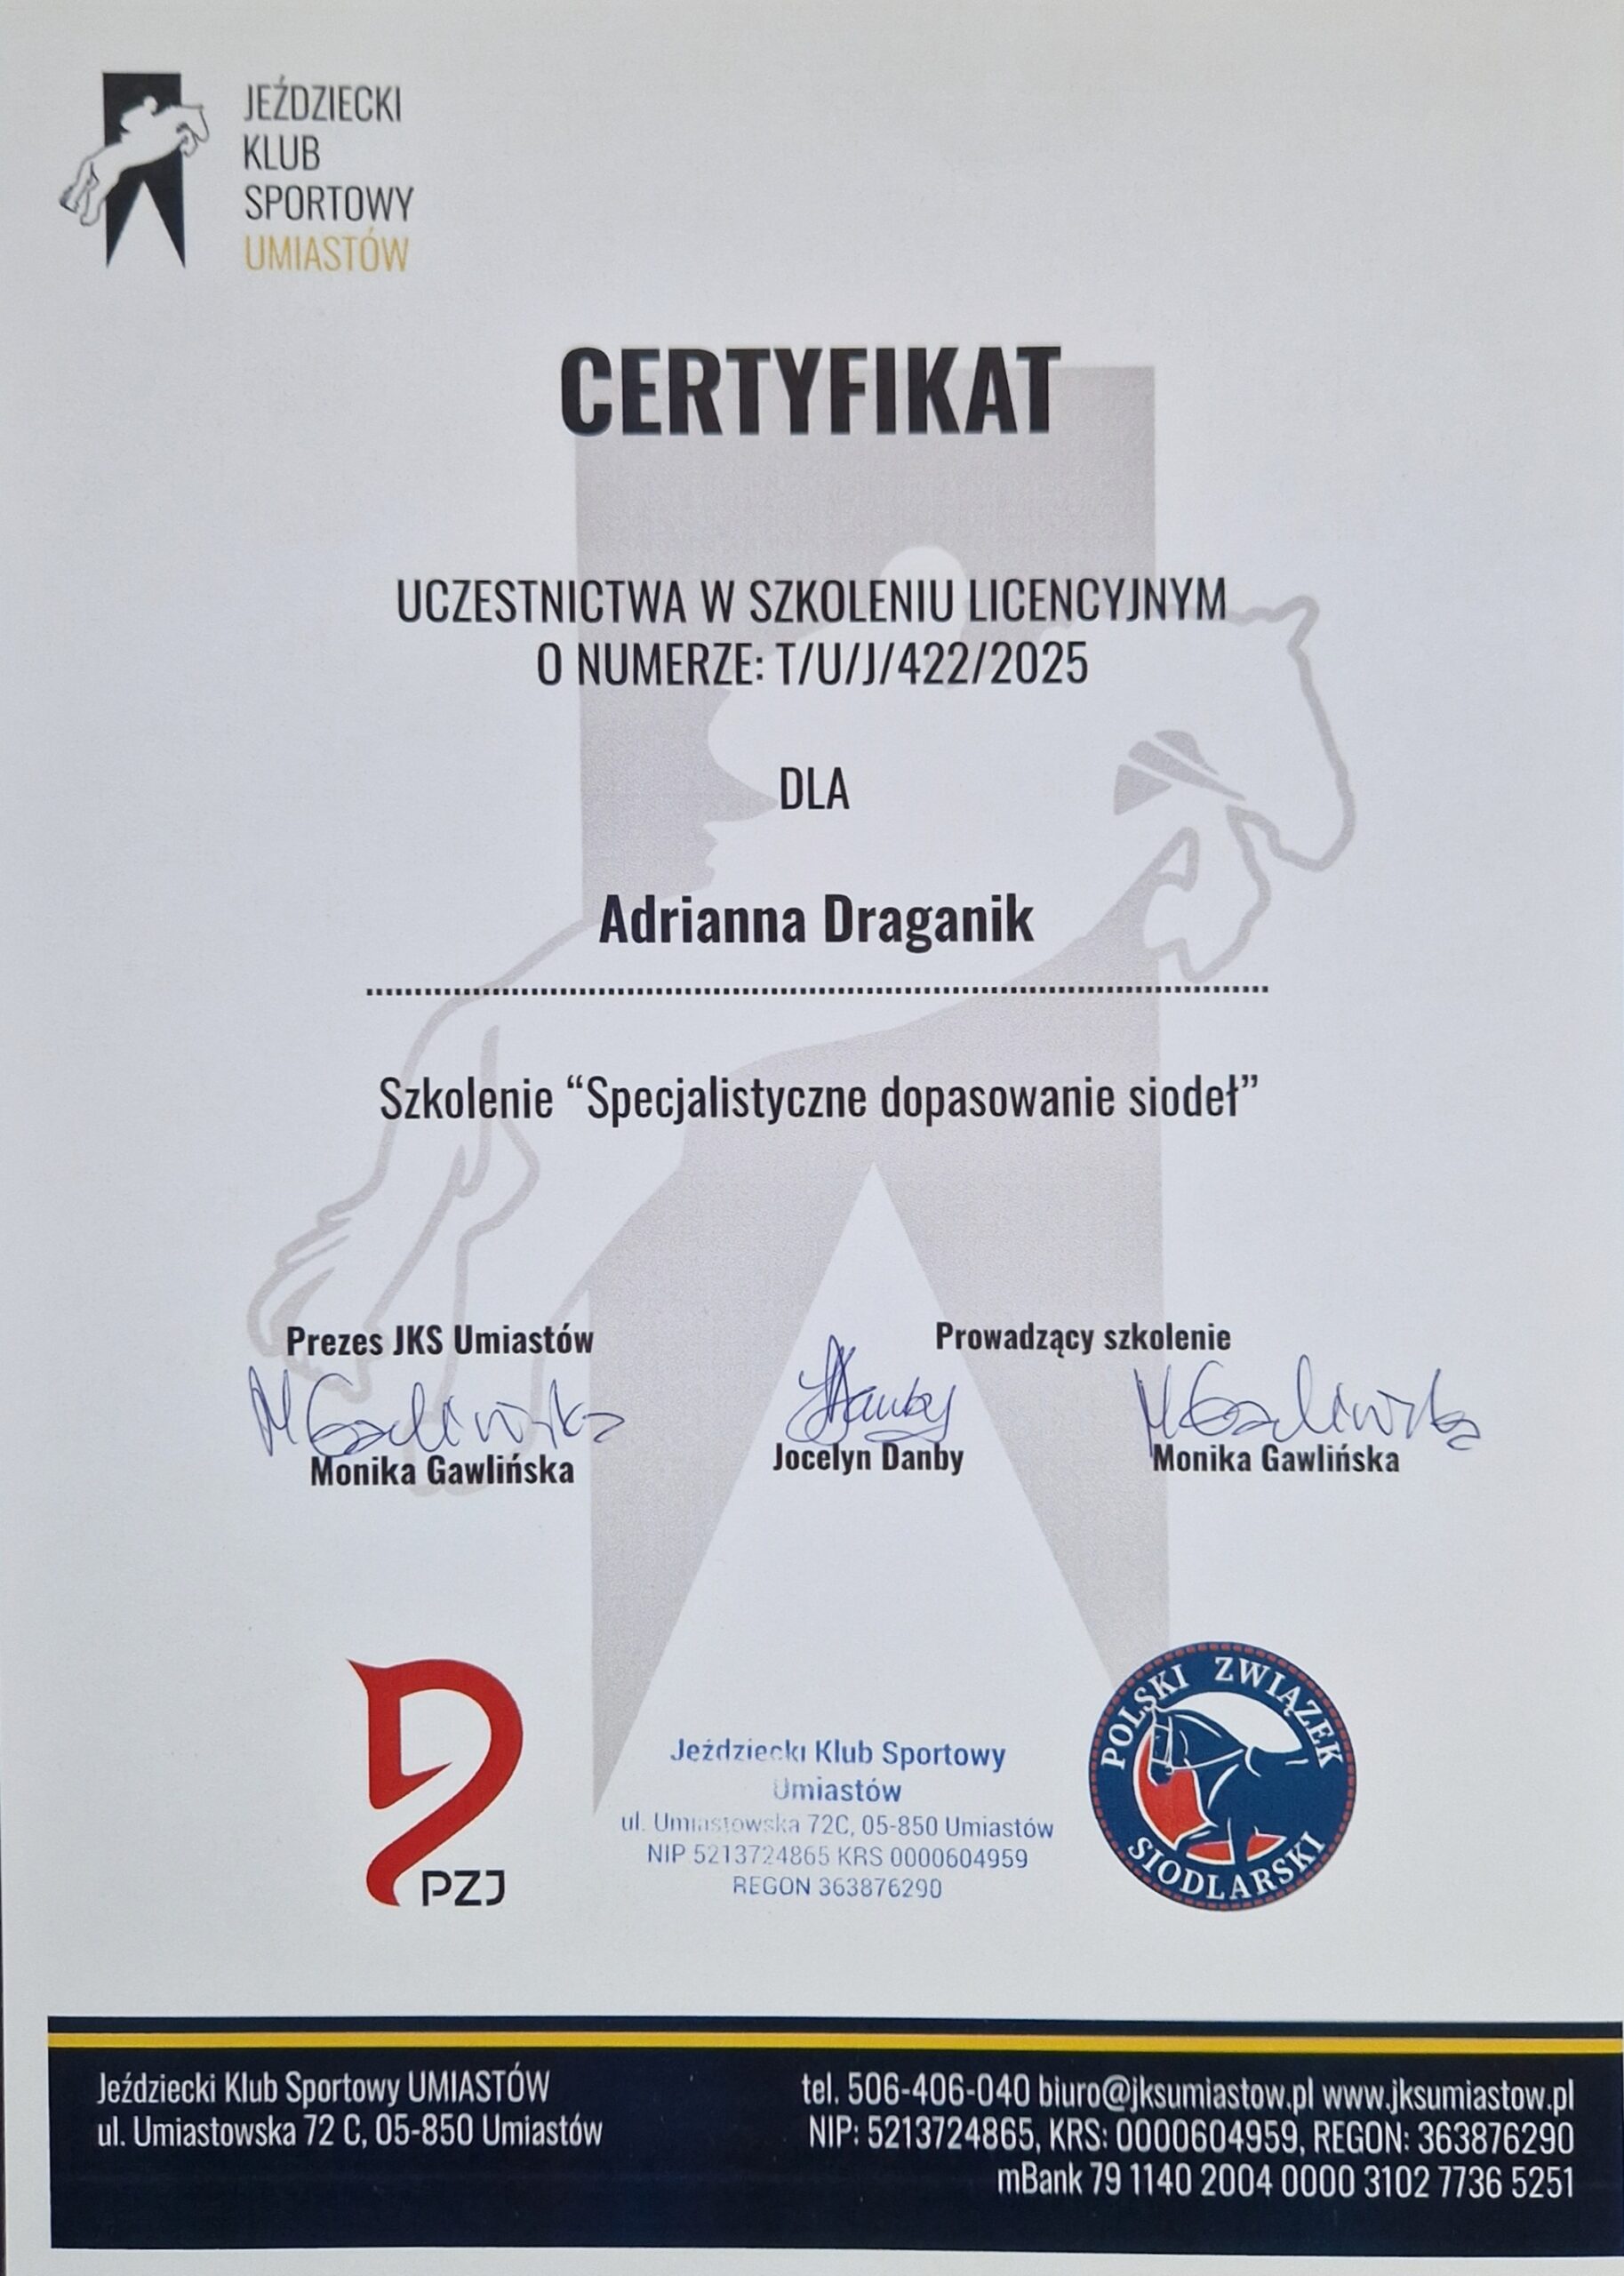 JEŹDZIECKI
KLUB
SPORTOWY
UMIASTÓW
CERTYFIKAT
UCZESTNICTWA W SZKOLENIU LICENCYJNYM
O NUMERZE: T/U/J/422/2025
DLA
Adrianna Draganik
Szkolenie “Specjalistyczne dopasowanie siodeł”
Prezes JKS Umiastów
Prowadzący szkolenie
M Gawlińska
JDanby
M Gawlińska
Monika Gawlińska
Jocelyn Danby
Monika Gawlińska
PZJ
Jeździecki Klub Sportowy
Umiastów
ul. Umiastowska 72C, 05-850 Umiastów
NIP 5213724865 KRS 0000604959
REGON 363876290
POLSKI ZWIĄZEK
SIODLARSKI
Jeździecki Klub Sportowy UMIASTÓW
ul. Umiastowska 72 C, 05-850 Umiastów
tel. 506-406-040 biuro@jksumiastow.pl www.jksumiastow.pl
NIP: 5213724865, KRS: 0000604959, REGON: 363876290
mBank 79 1140 2004 0000 3102 7736 5251